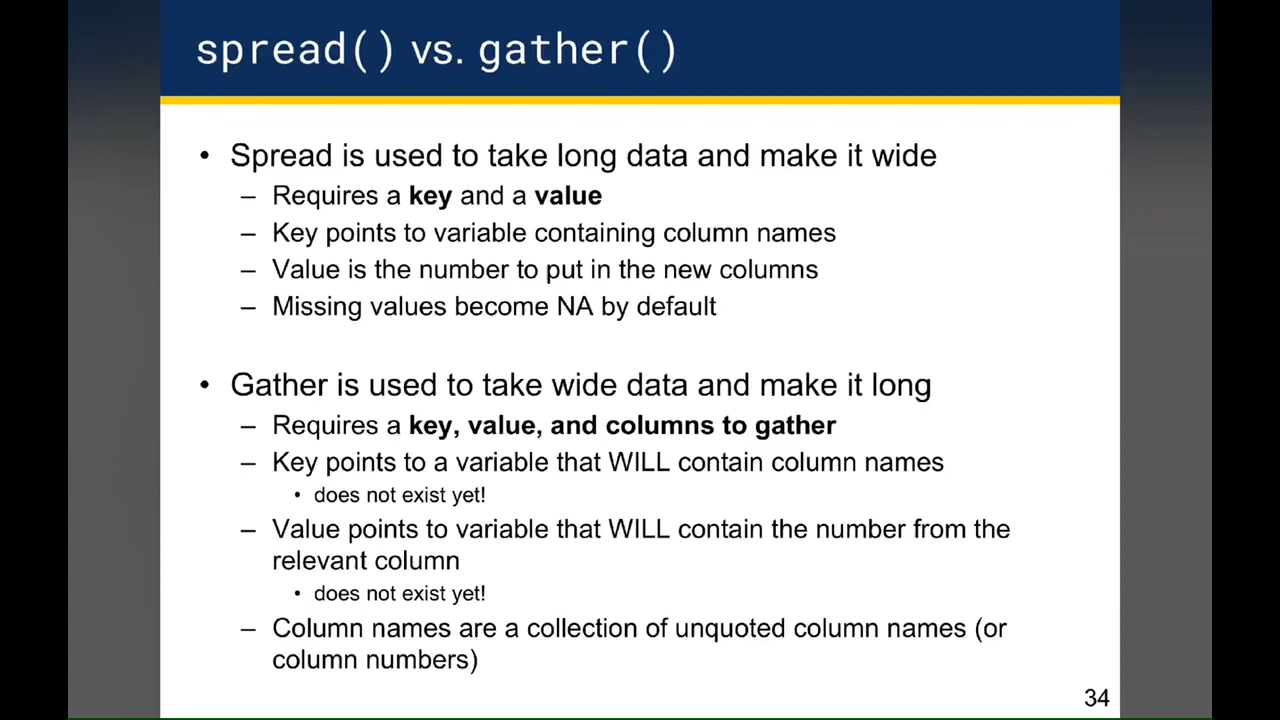 spread() vs. gather()
• Spread is used to take long data and make it wide
– Requires a key and a value
– Key points to variable containing column names
– Value is the number to put in the new columns
– Missing values become NA by default
• Gather is used to take wide data and make it long
– Requires a key, value, and columns to gather
– Key points to a variable that WILL contain column names
• does not exist yet!
– Value points to variable that WILL contain the number from the
relevant column
• does not exist yet!
– Column names are a collection of unquoted column names (or
column numbers)
34